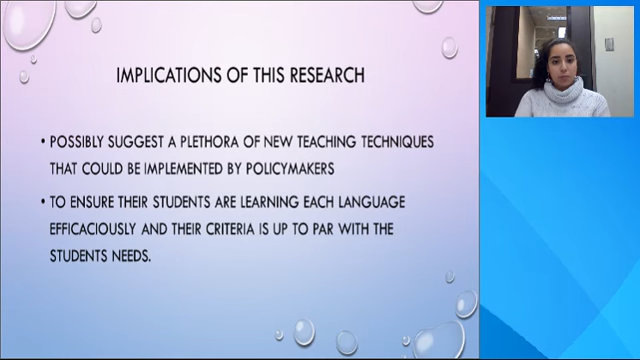 IMPLICATIONS OF THIS RESEARCH
• POSSIBLY SUGGEST A PLETHORA OF NEW TEACHING TECHNIQUES
THAT COULD BE IMPLEMENTED BY POLICYMAKERS
• TO ENSURE THEIR STUDENTS ARE LEARNING EACH LANGUAGE
EFFICACIOUSLY AND THEIR CRITERIA IS UP TO PAR WITH THE
STUDENTS NEEDS.